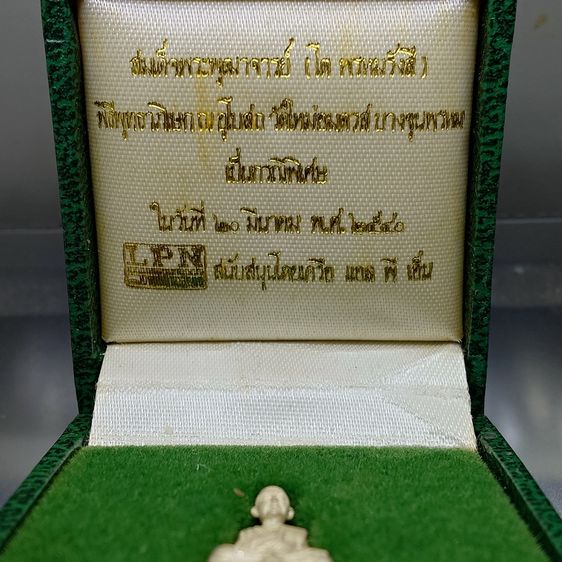 สมเด็จพระพุฒาจารย์ (โต พรหมรังสี)
พิธีพุทธาภิเษก ณ อุโบสถ วัดใหม่อมตรส บางขุนพรหม
เป็นกรณีพิเศษ
ในวันที่ ๒๐ มีนาคม พ.ศ. ๒๕๔๐
LPN สนับสนุนโดยเครือ แอล พี เอ็น